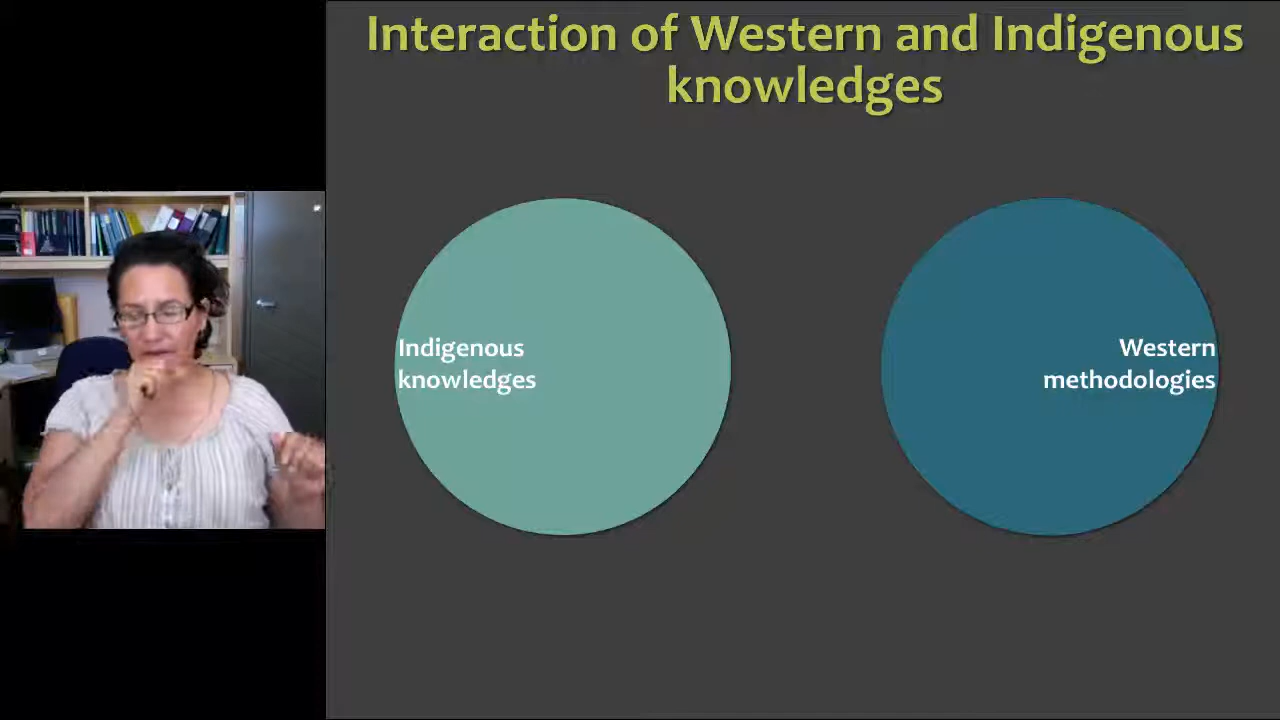 Interaction of Western and Indigenous
knowledges
Indigenous
knowledges
Western
methodologies